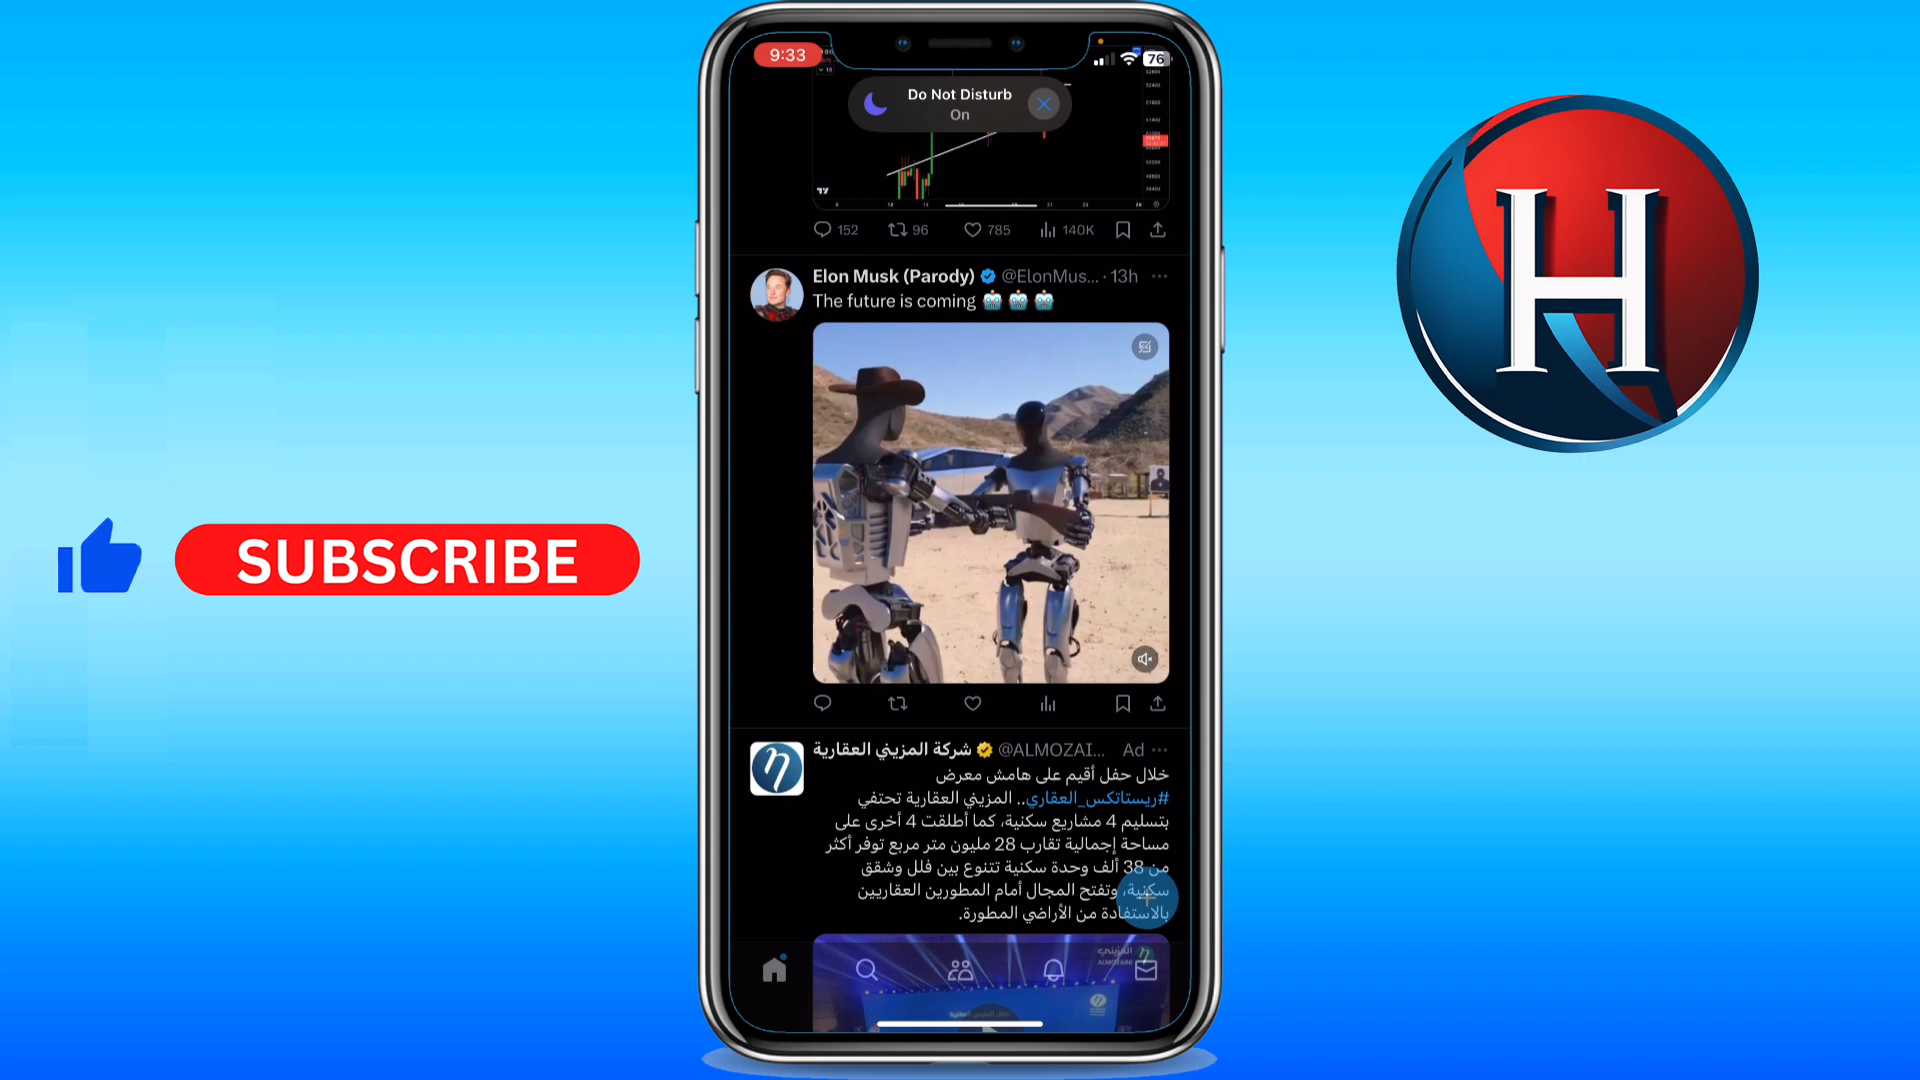 9:33
76
Do Not Disturb
On
152 96 785 140K
Elon Musk (Parody) @ElonMus... · 13h
The future is coming
SUBSCRIBE
H
شركة المزيني العقارية @ALMOZAI... Ad
خلال حفل أقيم على هامش معرض
#ريستاتكس_العقاري.. المزيني العقارية تحتفي
بتسليم 4 مشاريع سكنية، كما أطلقت 4 أخرى على
مساحة إجمالية تقارب 28 مليون متر مربع توفر أكثر
من 38 ألف وحدة سكنية تتنوع بين فلل وشقق
سكنية، وتفتح المجال أمام المطورين العقاريين
بالاستفادة من الأراضي المطورة.
المزيني
ALMOZAINI